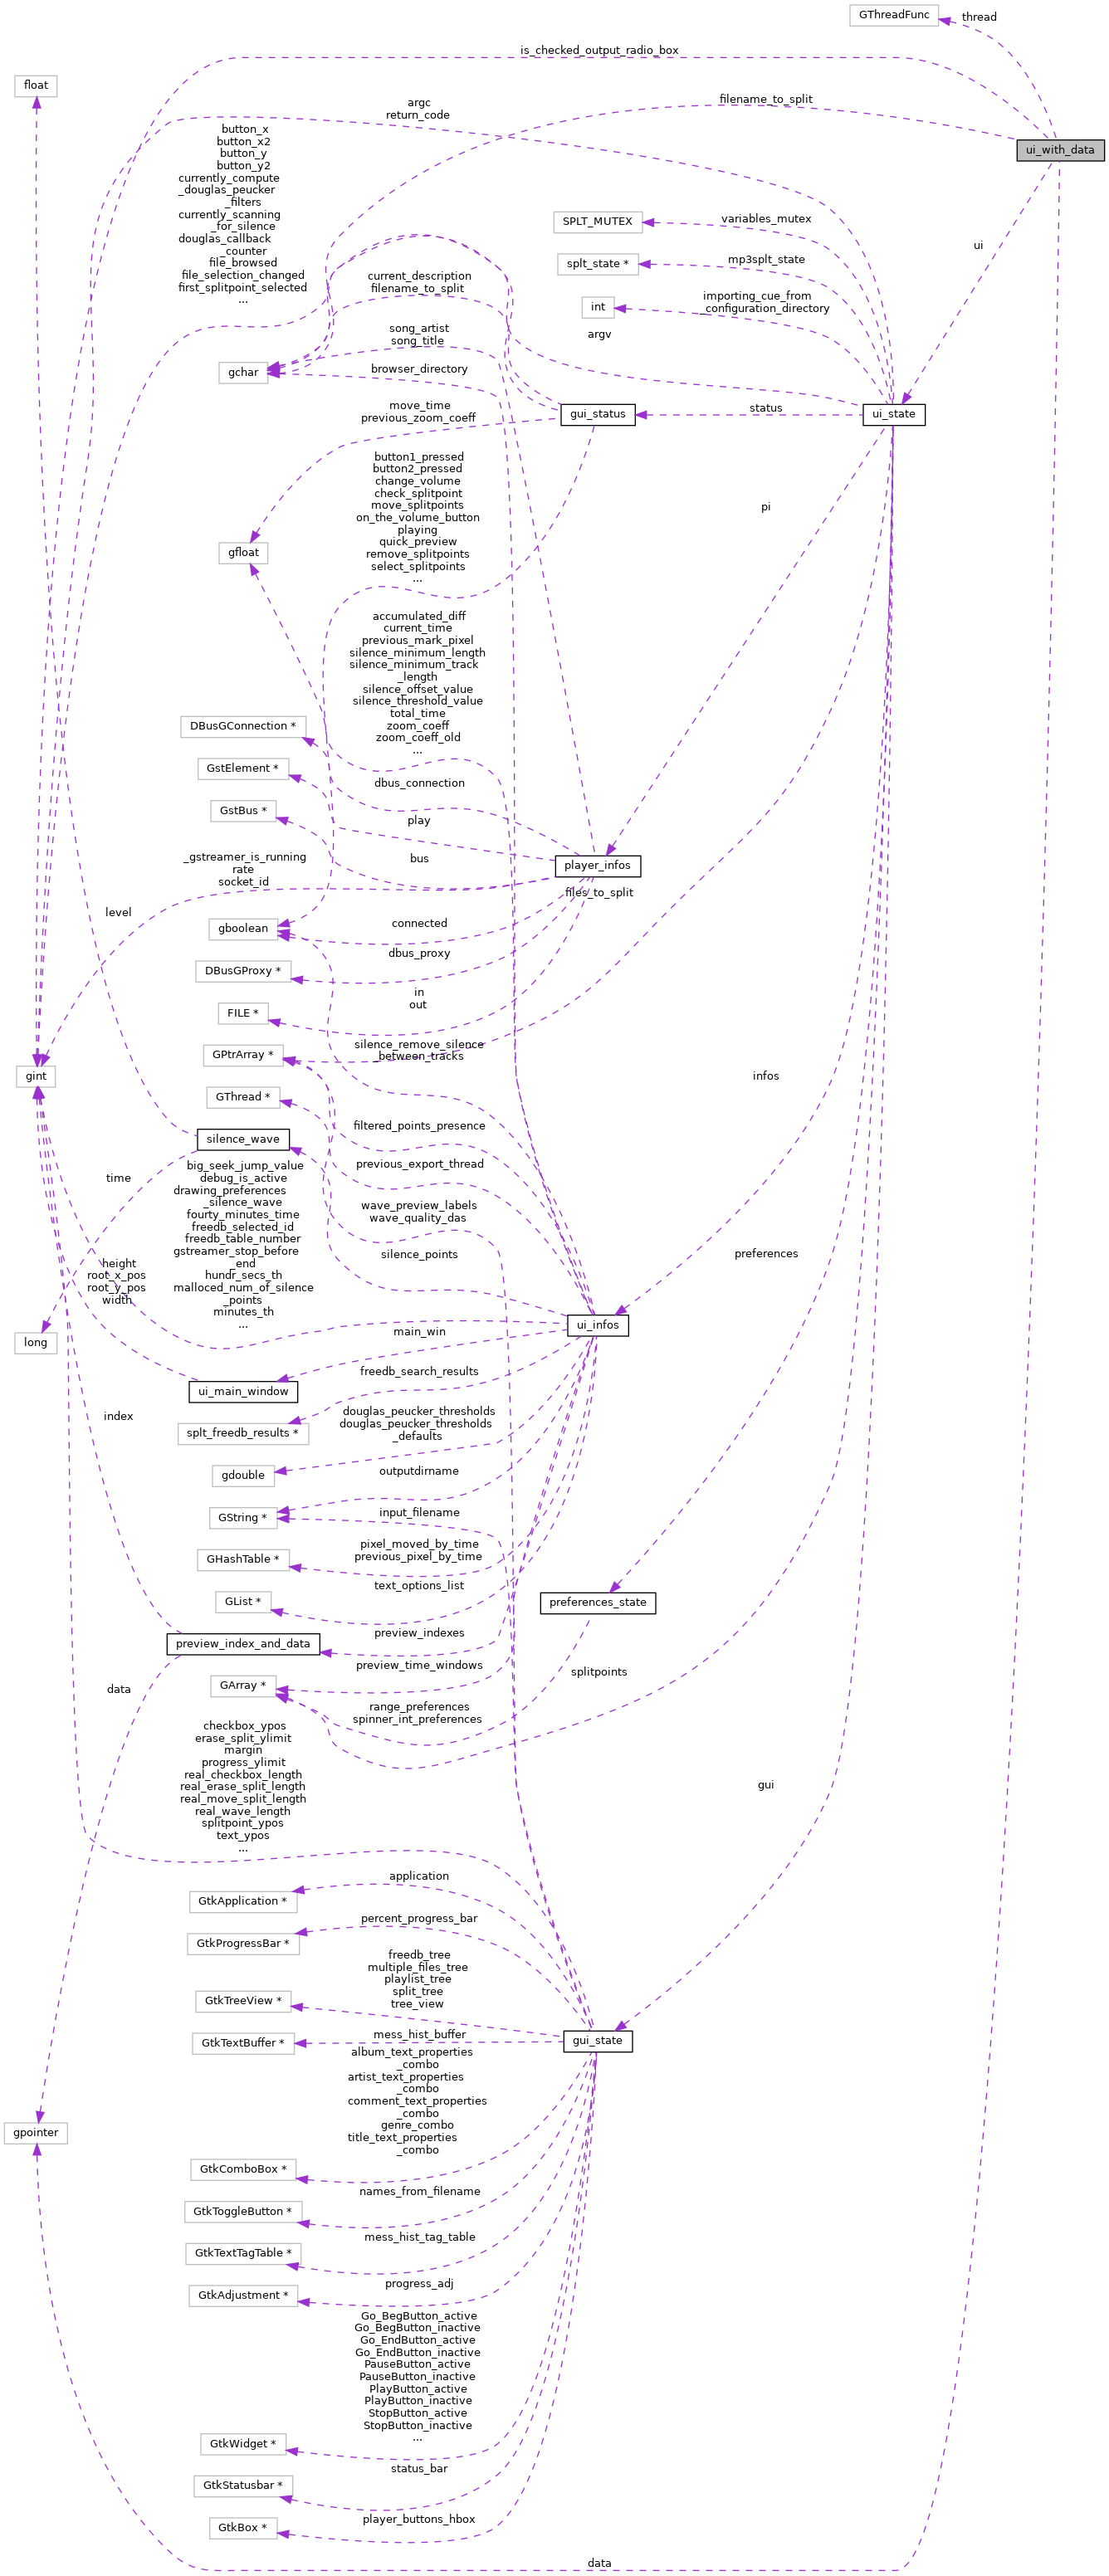 GThreadFunc
thread
is_checked_output_radio_box
float
argc
return_code
filename_to_split
button_x
button_x2
button_y
button_y2
currently_compute
_douglas_peucker
_filters
currently_scanning
_for_silence
douglas_callback
_counter
file_browsed
file_selection_changed
first_splitpoint_selected
...
ui_with_data
SPLT_MUTEX
variables_mutex
ui
splt_state *
mp3splt_state
current_description
filename_to_split
int
importing_cue_from
_configuration_directory
argv
song_artist
song_title
gchar
browser_directory
move_time
previous_zoom_coeff
gui_status
status
ui_state
button1_pressed
button2_pressed
change_volume
check_splitpoint
move_splitpoints
on_the_volume_button
playing
quick_preview
remove_splitpoints
select_splitpoints
...
pi
gfloat
accumulated_diff
current_time
previous_mark_pixel
silence_minimum_length
silence_minimum_track
_length
silence_offset_value
silence_threshold_value
total_time
zoom_coeff
zoom_coeff_old
...
DBusGConnection *
GstElement *
dbus_connection
GstBus *
play
_gstreamer_is_running
rate
socket_id
bus
player_infos
files_to_split
level
gboolean
connected
DBusGProxy *
dbus_proxy
FILE *
in
out
GPtrArray *
silence_remove_silence
_between_tracks
gint
infos
GThread *
filtered_points_presence
silence_wave
previous_export_thread
time
big_seek_jump_value
debug_is_active
drawing_preferences
_silence_wave
fourty_minutes_time
freedb_selected_id
freedb_table_number
gstreamer_stop_before
_end
hundr_secs_th
malloced_num_of_silence
_points
minutes_th
...
wave_preview_labels
wave_quality_das
silence_points
preferences
height
root_x_pos
root_y_pos
width
long
ui_infos
main_win
ui_main_window
freedb_search_results
splt_freedb_results *
index
douglas_peucker_thresholds
douglas_peucker_thresholds
_defaults
gdouble
outputdirname
GString *
input_filename
GHashTable *
pixel_moved_by_time
previous_pixel_by_time
GList *
text_options_list
preferences_state
preview_index_and_data
preview_indexes
data
GArray *
preview_time_windows
splitpoints
range_preferences
spinner_int_preferences
checkbox_ypos
erase_split_ylimit
margin
progress_ylimit
real_checkbox_length
real_erase_split_length
real_move_split_length
real_wave_length
splitpoint_ypos
text_ypos
...
gui
GtkApplication *
application
GtkProgressBar *
percent_progress_bar
GtkTreeView *
freedb_tree
multiple_files_tree
playlist_tree
split_tree
tree_view
GtkTextBuffer *
mess_hist_buffer
gui_state
album_text_properties
_combo
artist_text_properties
_combo
comment_text_properties
_combo
genre_combo
title_text_properties
_combo
gpointer
GtkComboBox *
names_from_filename
GtkToggleButton *
mess_hist_tag_table
GtkTextTagTable *
progress_adj
GtkAdjustment *
Go_BegButton_active
Go_BegButton_inactive
Go_EndButton_active
Go_EndButton_inactive
PauseButton_active
PauseButton_inactive
PlayButton_active
PlayButton_inactive
StopButton_active
StopButton_inactive
...
GtkWidget *
status_bar
GtkStatusbar *
player_buttons_hbox
GtkBox *
data